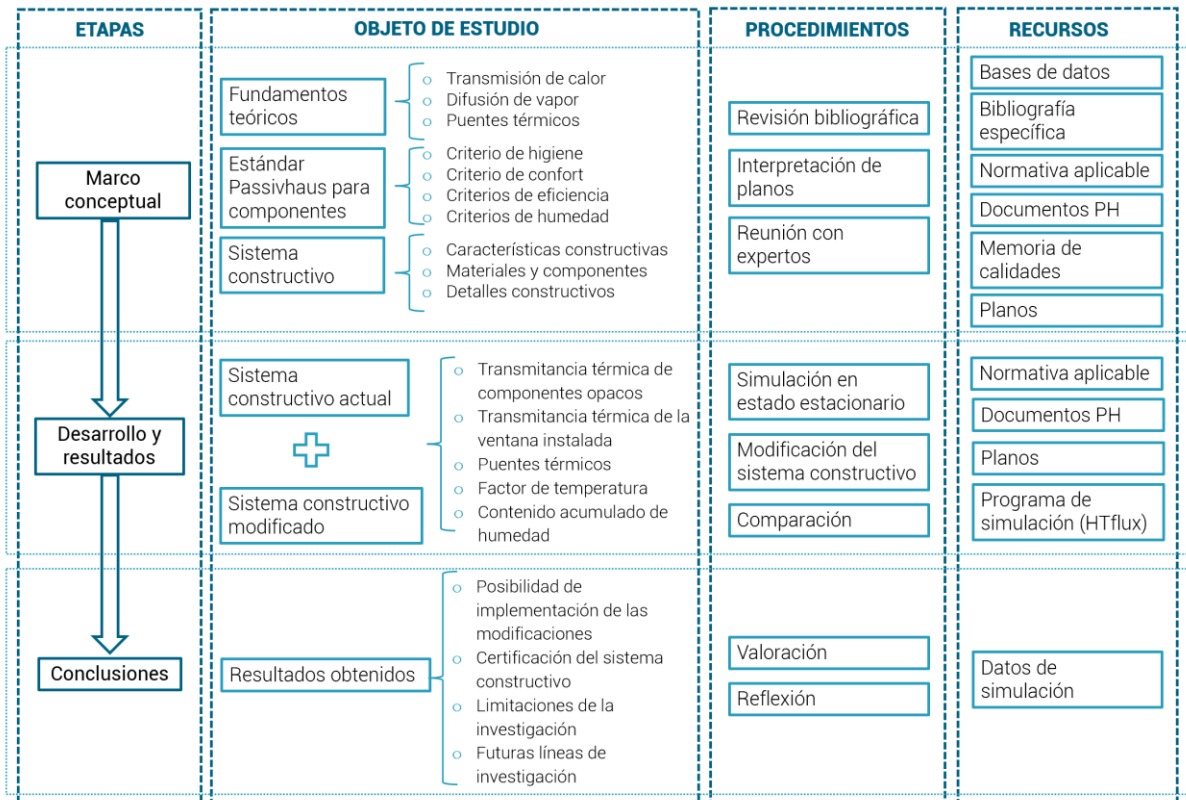 ETAPAS
OBJETO DE ESTUDIO
PROCEDIMIENTOS
RECURSOS
Marco
conceptual
Fundamentos
teóricos
o Transmisión de calor
o Difusión de vapor
o Puentes térmicos
Estándar
Passivhaus para
componentes
o Criterio de higiene
o Criterio de confort
o Criterios de eficiencia
o Criterios de humedad
Sistema
constructivo
o Características constructivas
o Materiales y componentes
o Detalles constructivos
Revisión bibliográfica
Interpretación de
planos
Reunión con
expertos
Bases de datos
Bibliografía
específica
Normativa aplicable
Documentos PH
Memoria de
calidades
Planos
Desarrollo y
resultados
Sistema
constructivo actual
Sistema constructivo
modificado
o Transmitancia térmica de
componentes opacos
o Transmitancia térmica de la
ventana instalada
o Puentes térmicos
o Factor de temperatura
o Contenido acumulado de
humedad
Simulación en
estado estacionario
Modificación del
sistema constructivo
Comparación
Normativa aplicable
Documentos PH
Planos
Programa de
simulación (HTflux)
Conclusiones
Resultados obtenidos
o Posibilidad de
implementación de las
modificaciones
o Certificación del sistema
constructivo
o Limitaciones de la
investigación
o Futuras líneas de
investigación
Valoración
Reflexión
Datos de
simulación